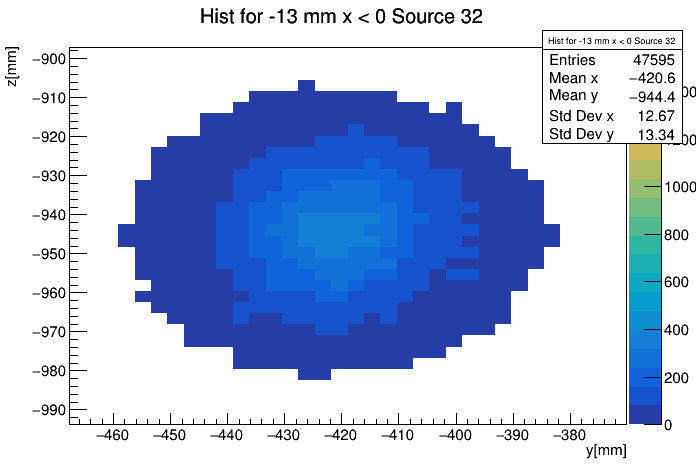 Hist for -13 mm x < 0 Source 32
z[mm]
Hist for -13 mm x < 0 Source 32
Entries 47595
Mean x −420.6
Mean y −944.4
Std Dev x 12.67
Std Dev y 13.34
−900
−910
−920
−930
−940
−950
−960
−970
−980
−990
−460 −450 −440 −430 −420 −410 −400 −390 −380
y[mm]
1000
800
600
400
200
0